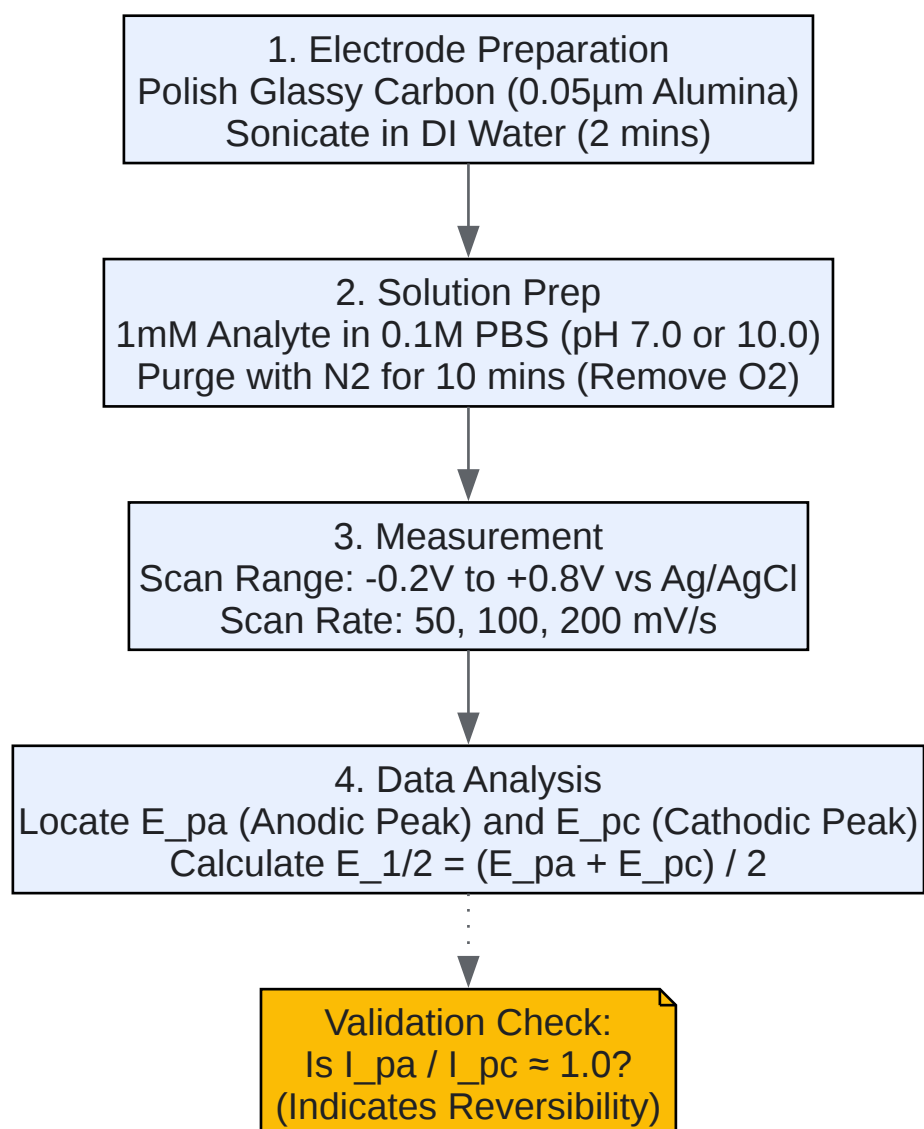 1. Electrode Preparation
Polish Glassy Carbon (0.05µm Alumina)
Sonicate in DI Water (2 mins)
2. Solution Prep
1mM Analyte in 0.1M PBS (pH 7.0 or 10.0)
Purge with N2 for 10 mins (Remove O2)
3. Measurement
Scan Range: -0.2V to +0.8V vs Ag/AgCl
Scan Rate: 50, 100, 200 mV/s
4. Data Analysis
Locate E_pa (Anodic Peak) and E_pc (Cathodic Peak)
Calculate E_1/2 = (E_pa + E_pc) / 2
Validation Check:
Is I_pa / I_pc ≈ 1.0?
(Indicates Reversibility)